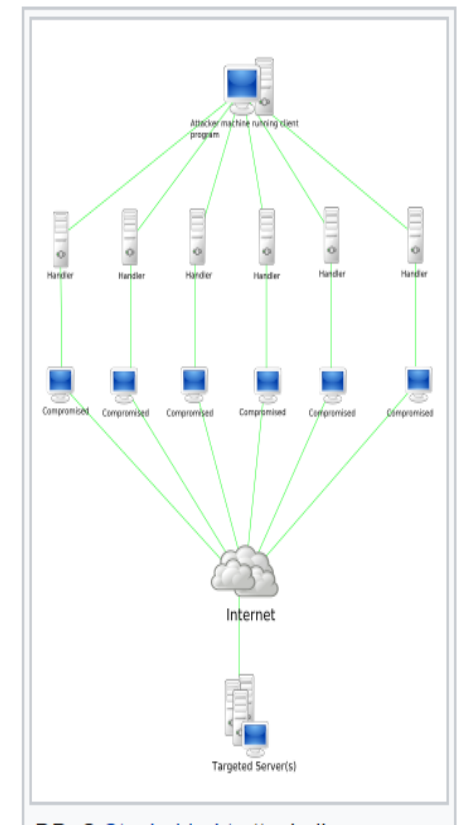 Attacker machine running client
program
Handler
Handler
Handler
Handler
Handler
Handler
Compromised
Compromised
Compromised
Compromised
Compromised
Compromised
Internet
Targeted Server(s)